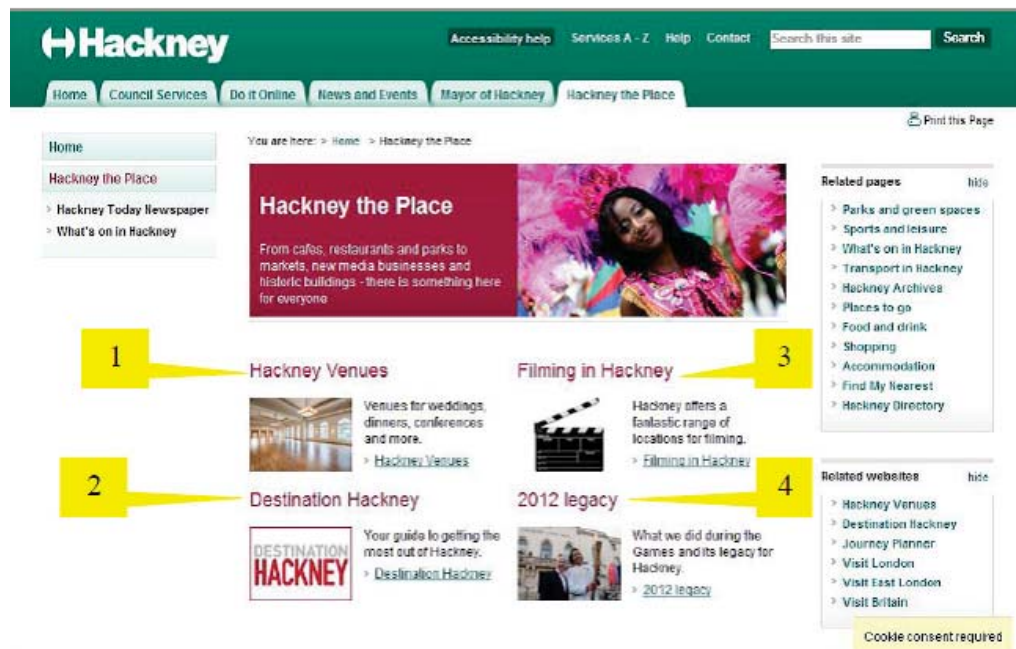 Hackney
Accessibility help Services A - Z Help Contact Search this site Search
Home Council Services Do it Online News and Events Mayor of Hackney Hackney the Place
Print this Page
You are here: > Home > Hackney the Place
Home
Hackney the Place
> Hackney Today Newspaper
> What's on in Hackney
Hackney the Place
From cafes, restaurants and parks to
markets, new media businesses and
historic buildings - there is something here
for everyone
1
Hackney Venues
Venues for weddings,
dinners, conferences
and more.
> Hackney Venues
3
Filming in Hackney
Hackney offers a
fantastic range of
locations for filming.
> Filming in Hackney
2
Destination Hackney
DESTINATION
HACKNEY
Your guide to getting the
most out of Hackney.
> Destination Hackney
4
2012 legacy
What we did during the
Games and its legacy for
Hackney.
> 2012 legacy
Related pages hide
> Parks and green spaces
> Sports and leisure
> What's on in Hackney
> Transport in Hackney
> Hackney Archives
> Places to go
> Food and drink
> Shopping
> Accommodation
> Find My Nearest
> Hackney Directory
Related websites hide
> Hackney Venues
> Destination Hackney
> Journey Planner
> Visit London
> Visit East London
> Visit Britain
Cookie consent required